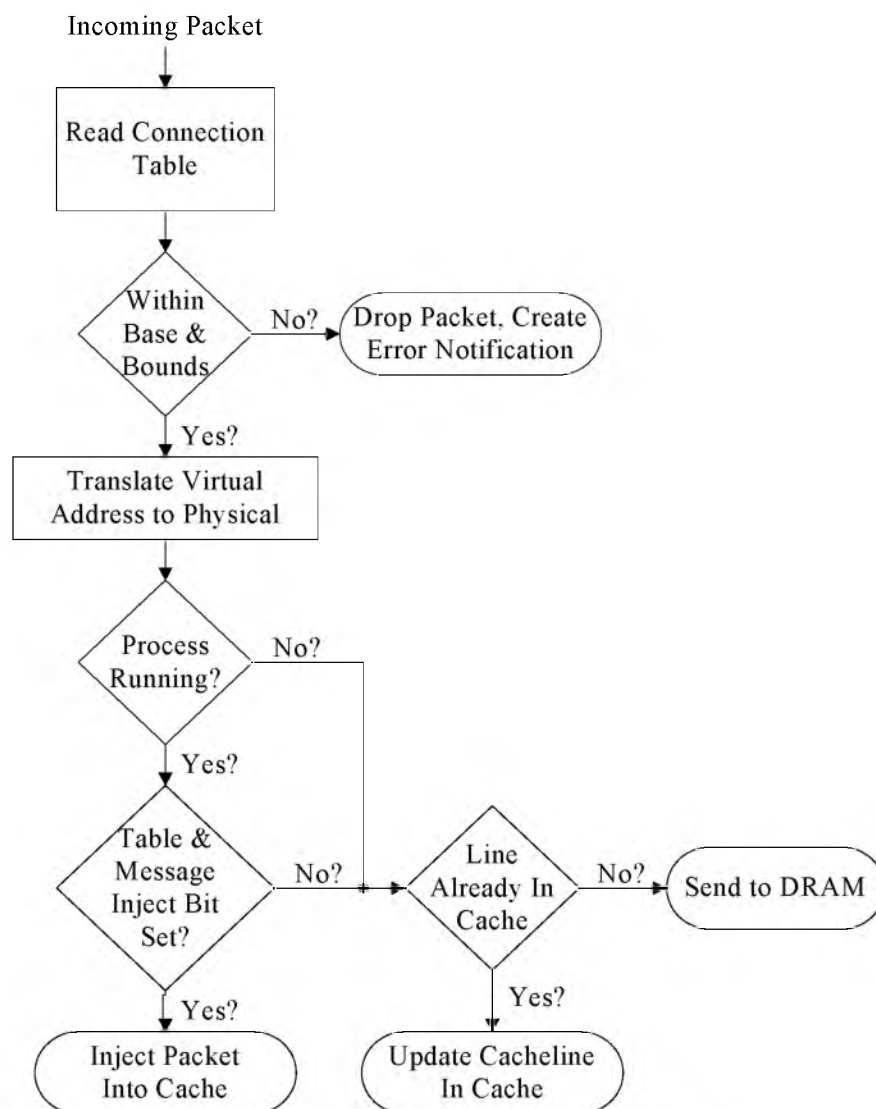 Incoming Packet
Read Connection
Table
Within
Base &
Bounds
No?
Drop Packet, Create
Error Notification
Yes?
Translate Virtual
Address to Physical
Process
Running?
No?
Yes?
Table &
Message
Inject Bit
Set?
No?
Line
Already In
Cache
No?
Send to DRAM
Yes?
Inject Packet
Into Cache
Yes?
Update Cacheline
In Cache